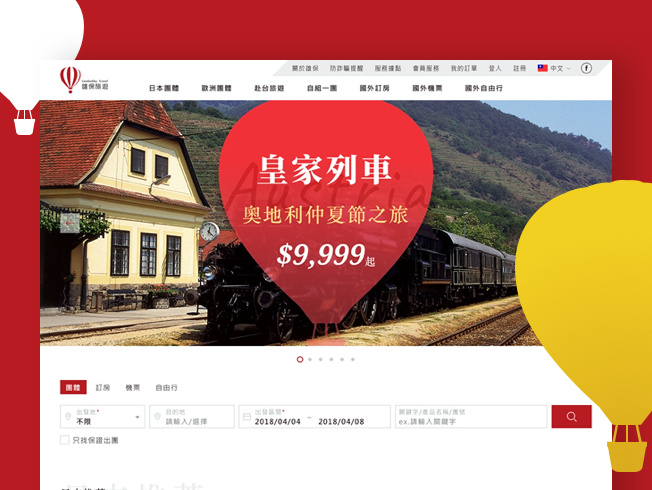 關於雄保
防詐騙提醒
服務據點
會員服務
我的訂單
登入
註冊
中文
f
雄保旅遊
日本團體
歐洲團體
赴台旅遊
自組一團
國外訂房
國外機票
國外自由行
皇家列車
奧地利仲夏節之旅
$9,999起
團體
訂房
機票
自由行
出發地*
不限
目的地
請輸入/選擇
出發區間*
2018/04/04 – 2018/04/08
關鍵字/產品名稱/團號
ex.請輸入關鍵字
只找保證出團